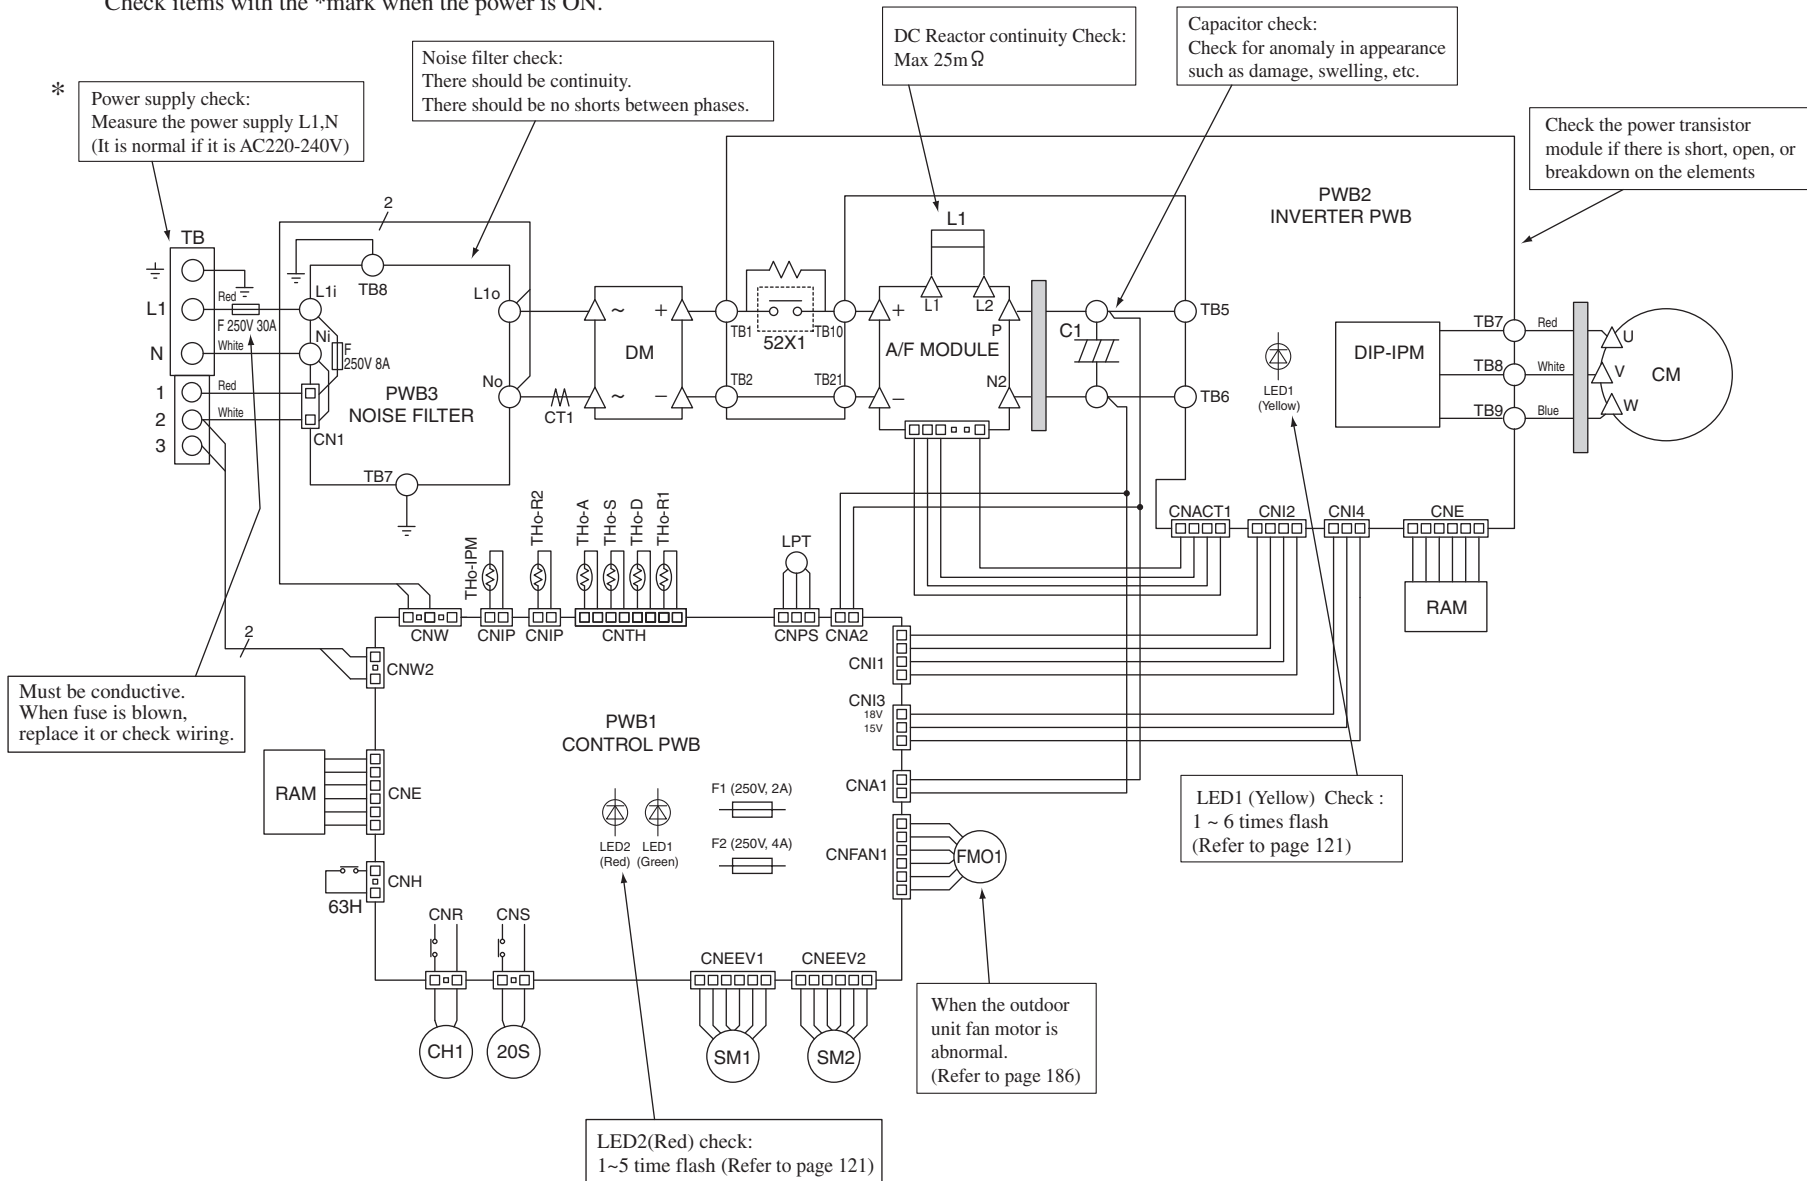 Check items with the *mark when the power is ON.
*
Power supply check:
Measure the power supply L1,N
(It is normal if it is AC220-240V)
Noise filter check:
There should be continuity.
There should be no shorts between phases.
DC Reactor continuity Check:
Max 25mΩ
Capacitor check:
Check for anomaly in appearance
such as damage, swelling, etc.
Check the power transistor
module if there is short, open, or
breakdown on the elements
PWB2
INVERTER PWB
2
TB
L1
N
1
2
3
Red
F 250V 30A
White
Red
White
L1i
Ni
F
250V 8A
CN1
TB8
L1o
No
PWB3
NOISE FILTER
TB7
CT1
~
+
DM
~
−
TB1
TB10
52X1
TB2
TB21
L1
L1
L2
+
P
A/F MODULE
N2
−
C1
TB5
TB6
LED1
(Yellow)
DIP-IPM
TB7
Red
TB8
White
TB9
Blue
U
V
W
CM
THo-IPM
THo-R2
THo-A
THo-S
THo-D
THo-R1
LPT
CNACT1
CNI2
CNI4
CNE
RAM
CNW
CNIP
CNIP
CNTH
CNPS
CNA2
2
CNW2
CNI1
Must be conductive.
When fuse is blown,
replace it or check wiring.
PWB1
CONTROL PWB
CNI3
18V
15V
RAM
CNE
F1 (250V, 2A)
CNA1
LED2
(Red)
LED1
(Green)
F2 (250V, 4A)
CNFAN1
FMO1
LED1 (Yellow) Check :
1 ~ 6 times flash
(Refer to page 121)
CNH
63H
CNR
CNS
CNEEV1
CNEEV2
CH1
20S
SM1
SM2
When the outdoor
unit fan motor is
abnormal.
(Refer to page 186)
LED2(Red) check:
1~5 time flash (Refer to page 121)